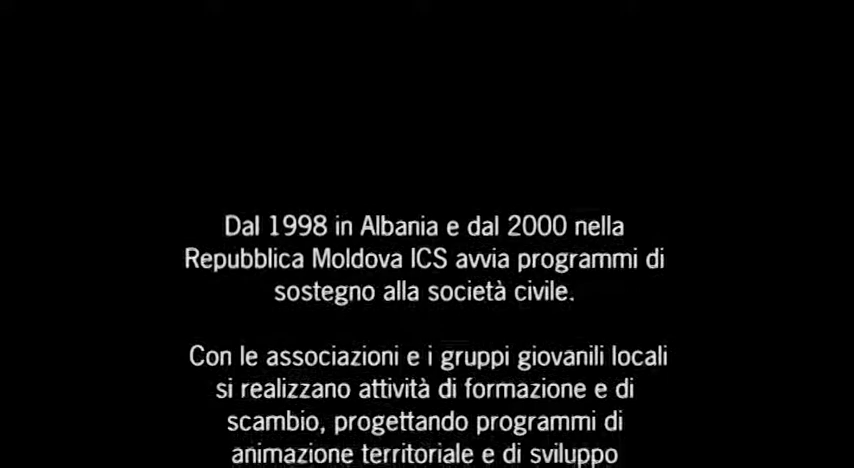 Dal 1998 in Albania e dal 2000 nella
Repubblica Moldova ICS avvia programmi di
sostegno alla società civile.
Con le associazioni e i gruppi giovanili locali
si realizzano attività di formazione e di
scambio, progettando programmi di
animazione territoriale e di sviluppo